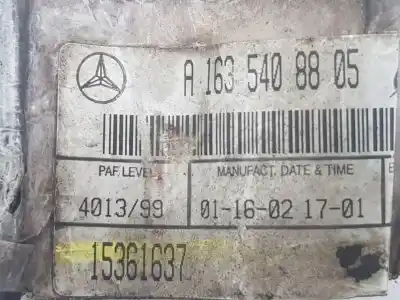 A 163 540 88 05
PAF. LEVEL MANUFACT. DATE & TIME
4013/99 01-16-02 17-01
15361637